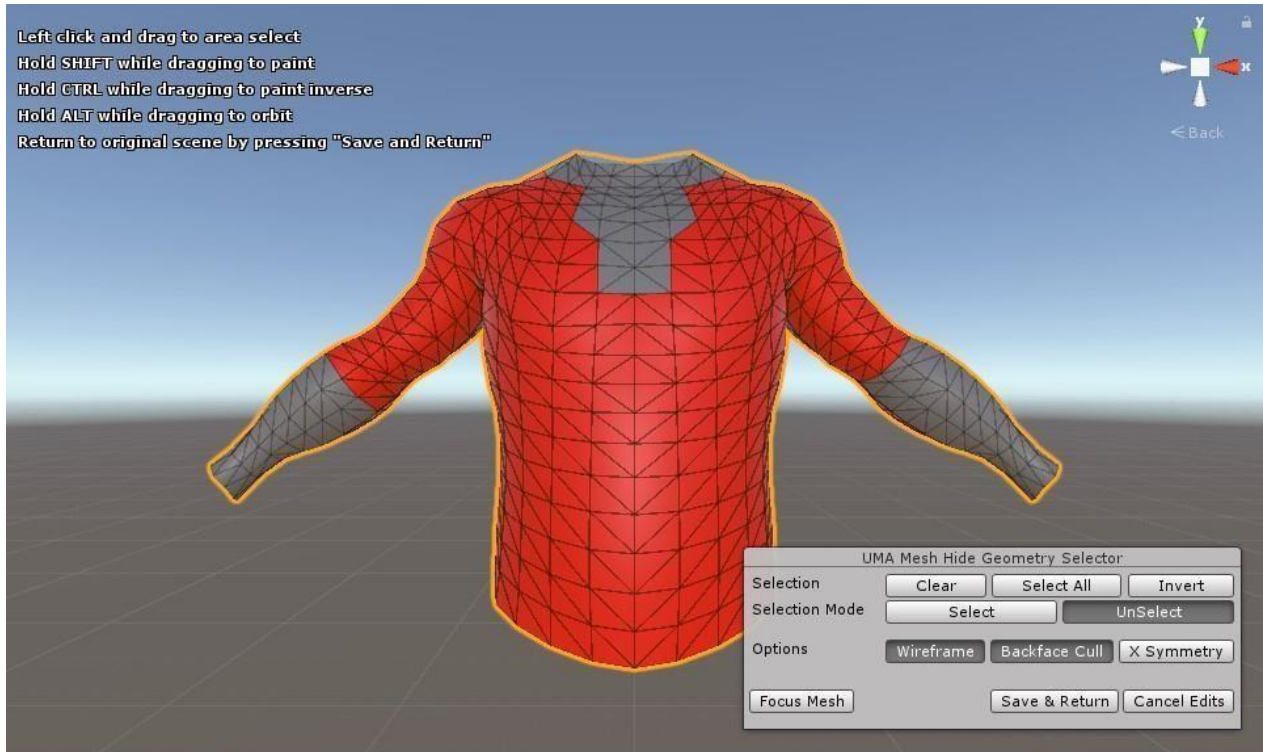 Left click and drag to area select
Hold SHIFT while dragging to paint
Hold CTRL while dragging to paint inverse
Hold ALT while dragging to orbit
Return to original scene by pressing "Save and Return"
y
x
<Back
UMA Mesh Hide Geometry Selector
Selection Clear Select All Invert
Selection Mode Select UnSelect
Options Wireframe Backface Cull X Symmetry
Focus Mesh Save & Return Cancel Edits